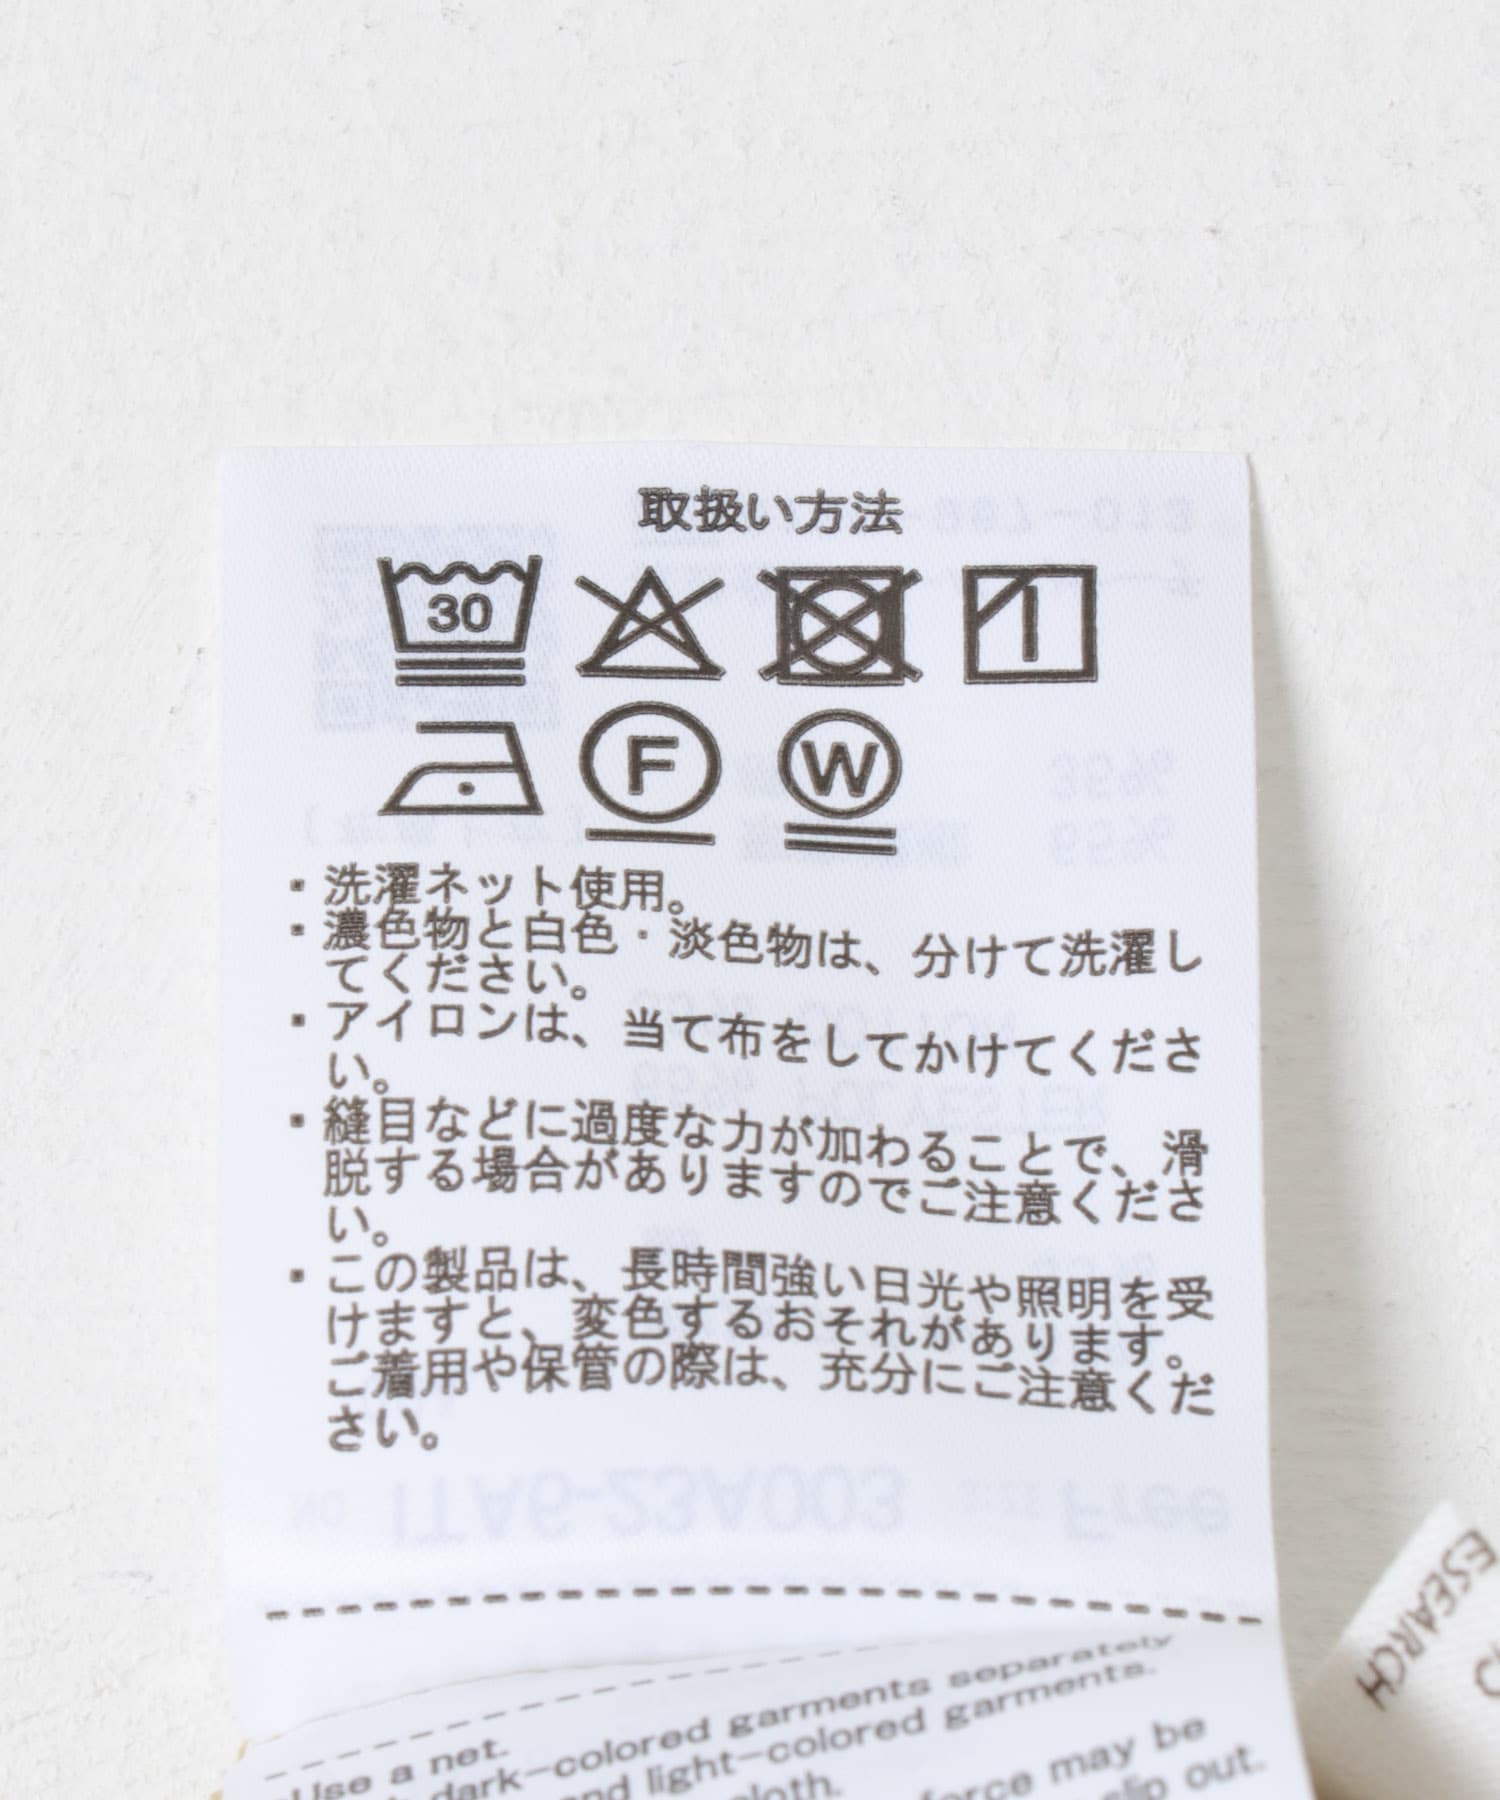 取扱い方法
30
F
W
・洗濯ネット使用。
・濃色物と白色・淡色物は、分けて洗濯し
てください。
・アイロンは、当て布をしてかけてくださ
い。
・縫目などに過度な力が加わることで、滑
脱する場合がありますのでご注意くださ
い。
・この製品は、長時間強い日光や照明を受
けますと、変色するおそれがあります。
ご着用や保管の際は、充分にご注意くだ
さい。
ITA6-23A003 Free
Use a net.
dark-colored garments separately
and light-colored garments.
cloth.
force may be
slip out.
ESEARCH